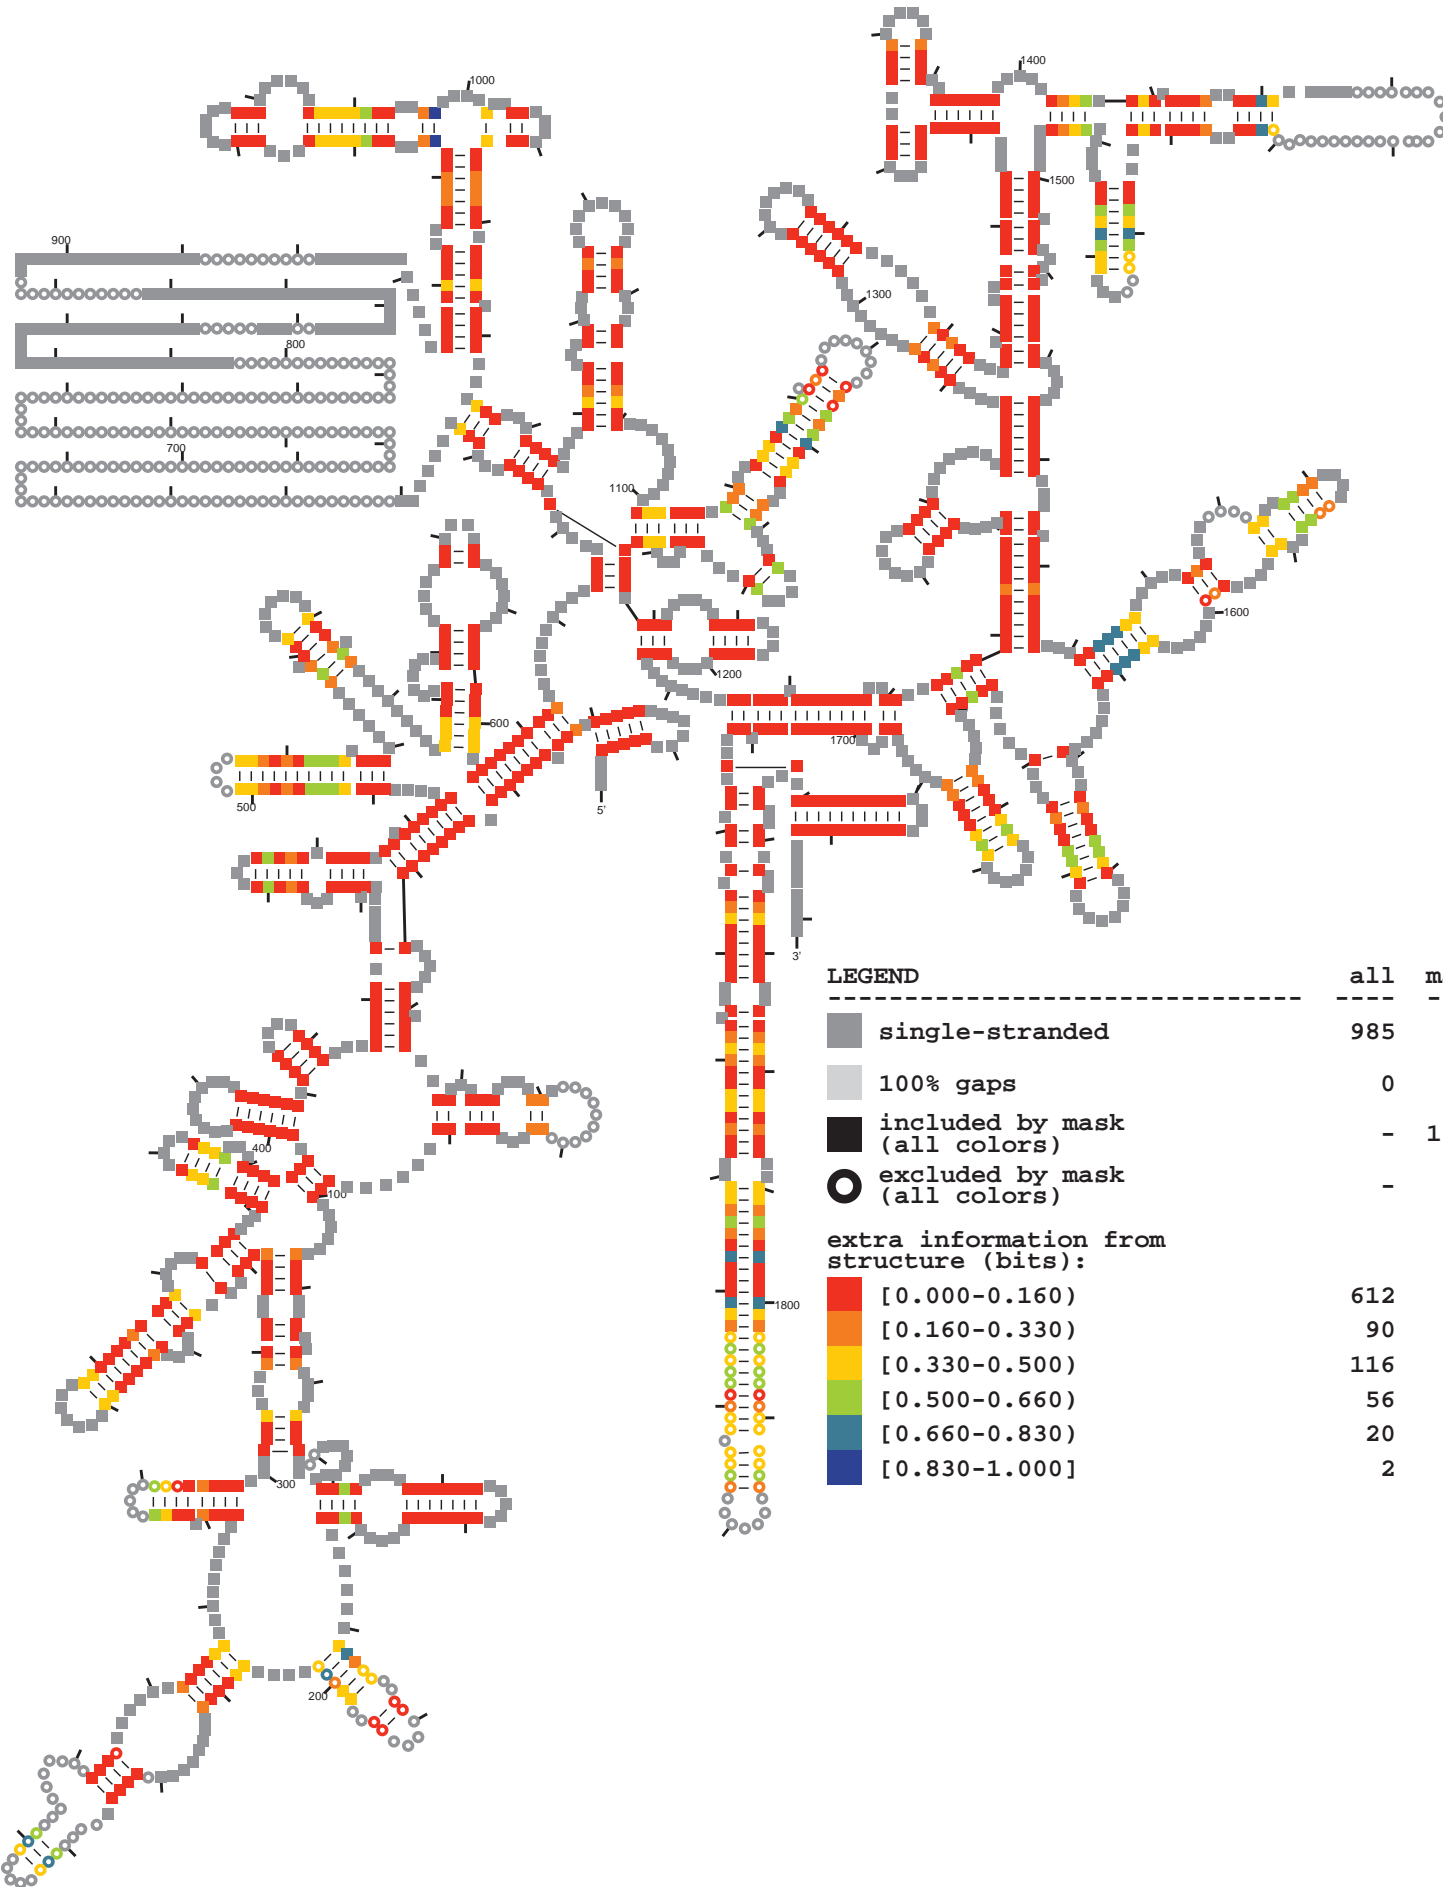 1000
1400
1500
900
1300
800
700
1100
1600
1200
600
1700
500
5'
3'
LEGEND all m
------------------------------- ---- -
single-stranded 985
100% gaps 0
included by mask
(all colors) - 1
excluded by mask
(all colors) -
400
100
extra information from
structure (bits):
[0.000-0.160) 612
1800
[0.160-0.330) 90
[0.330-0.500) 116
[0.500-0.660) 56
[0.660-0.830) 20
[0.830-1.000] 2
300
200